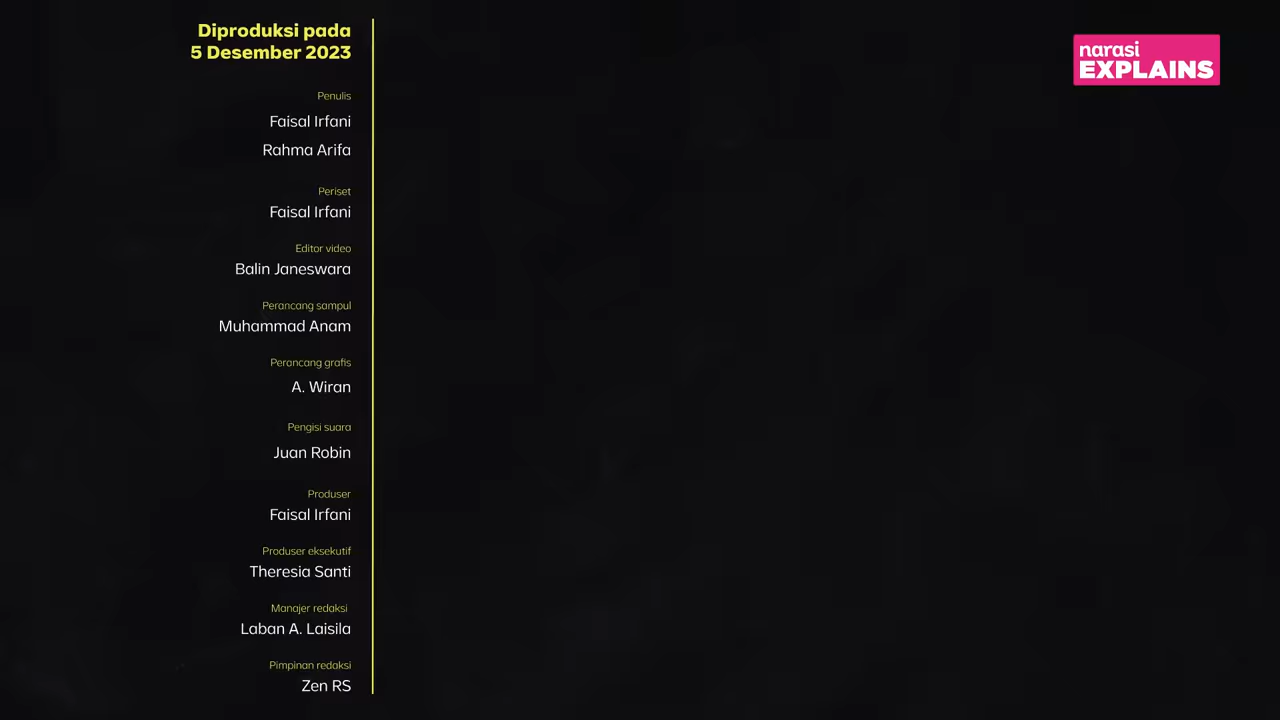 Diproduksi pada
5 Desember 2023
Penulis
Faisal Irfani
Rahma Arifa
Periset
Faisal Irfani
Editor video
Balin Janeswara
Perancang sampul
Muhammad Anam
Perancang grafis
A. Wiran
Pengisi suara
Juan Robin
Produser
Faisal Irfani
Produser eksekutif
Theresia Santi
Manajer redaksi
Laban A. Laisila
Pimpinan redaksi
Zen RS
narasi
EXPLAINS